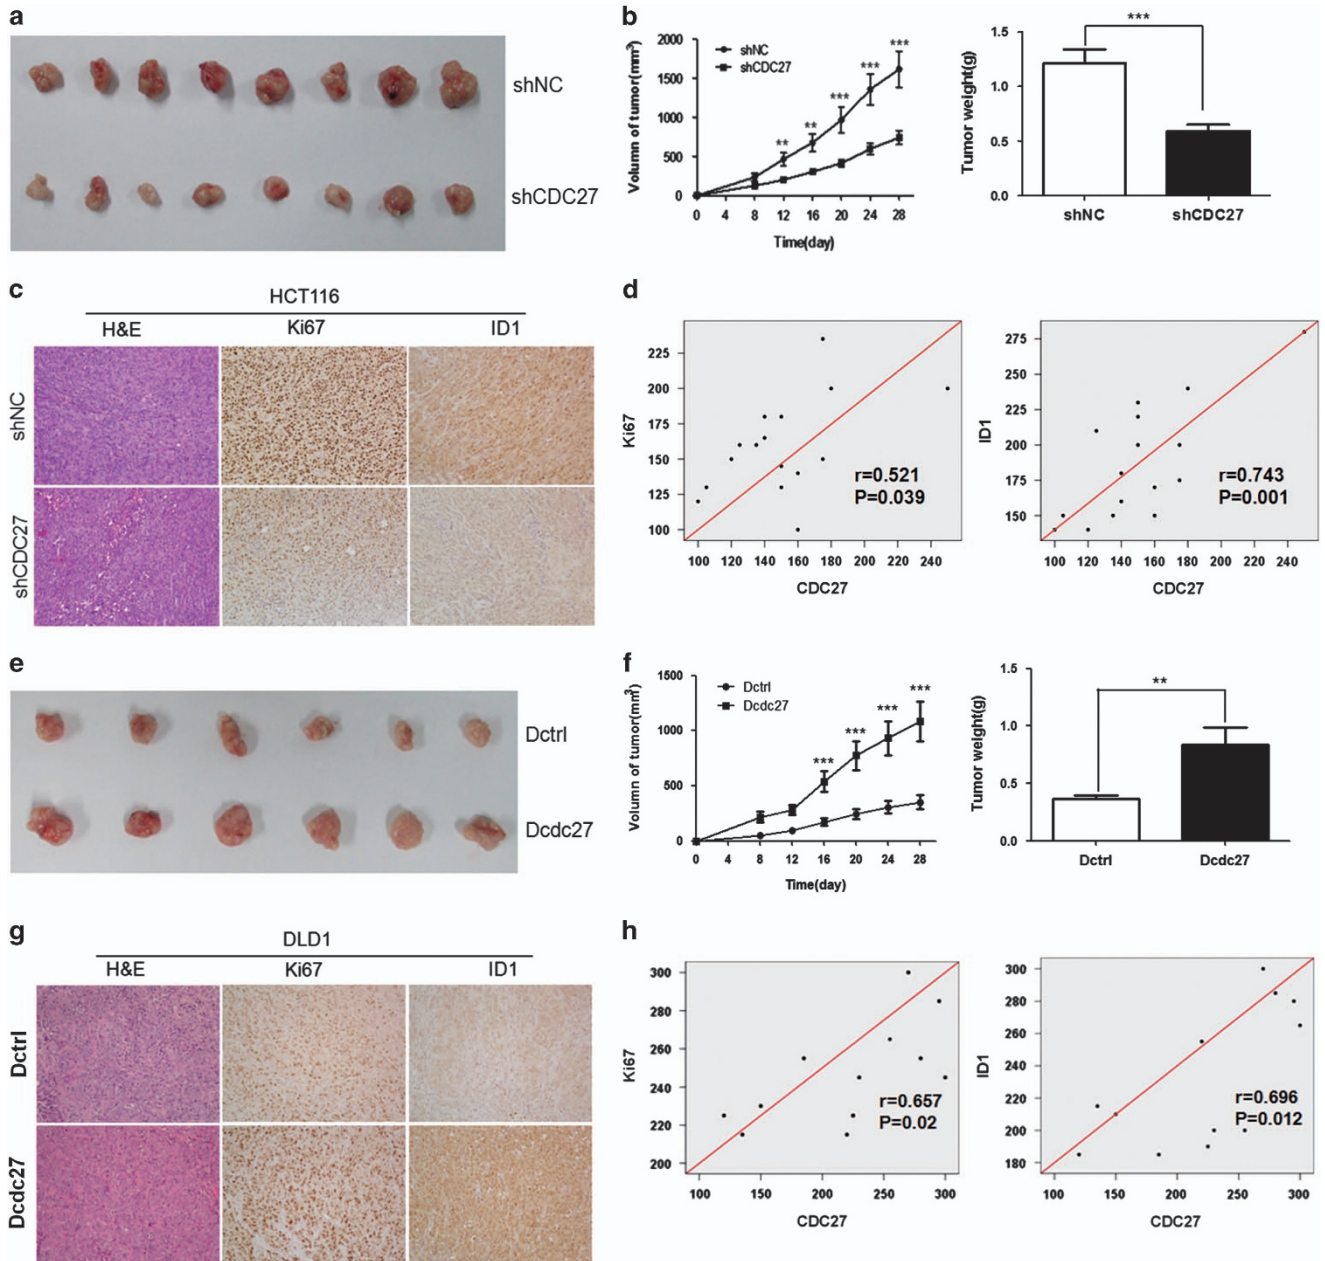 a
shNC
shCDC27
b
Volumn of tumor(mm³)
2000
1500
1000
500
0
shNC
shCDC27
** ** *** *** ***
0 4 8 12 16 20 24 28
Time(day)
***
Tumor weight(g)
1.5
1.0
0.5
0.0
shNC shCDC27
c
HCT116
H&E Ki67 ID1
shNC
shCDC27
d
Ki67
225
200
175
150
125
100
r=0.521
P=0.039
100 120 140 160 180 200 220 240
CDC27
ID1
275
250
225
200
175
150
r=0.743
P=0.001
100 120 140 160 180 200 220 240
CDC27
e
Dctrl
Dcdc27
f
Volumn of tumor(mm³)
1500
1000
500
0
Dctrl
Dcdc27
*** *** *** ***
0 4 8 12 16 20 24 28
Time(day)
**
Tumor weight(g)
1.5
1.0
0.5
0.0
Dctrl Dcdc27
g
DLD1
H&E Ki67 ID1
Dctrl
Dcdc27
h
Ki67
300
280
260
240
220
200
r=0.657
P=0.02
100 150 200 250 300
CDC27
ID1
300
280
260
240
220
200
180
r=0.696
P=0.012
100 150 200 250 300
CDC27